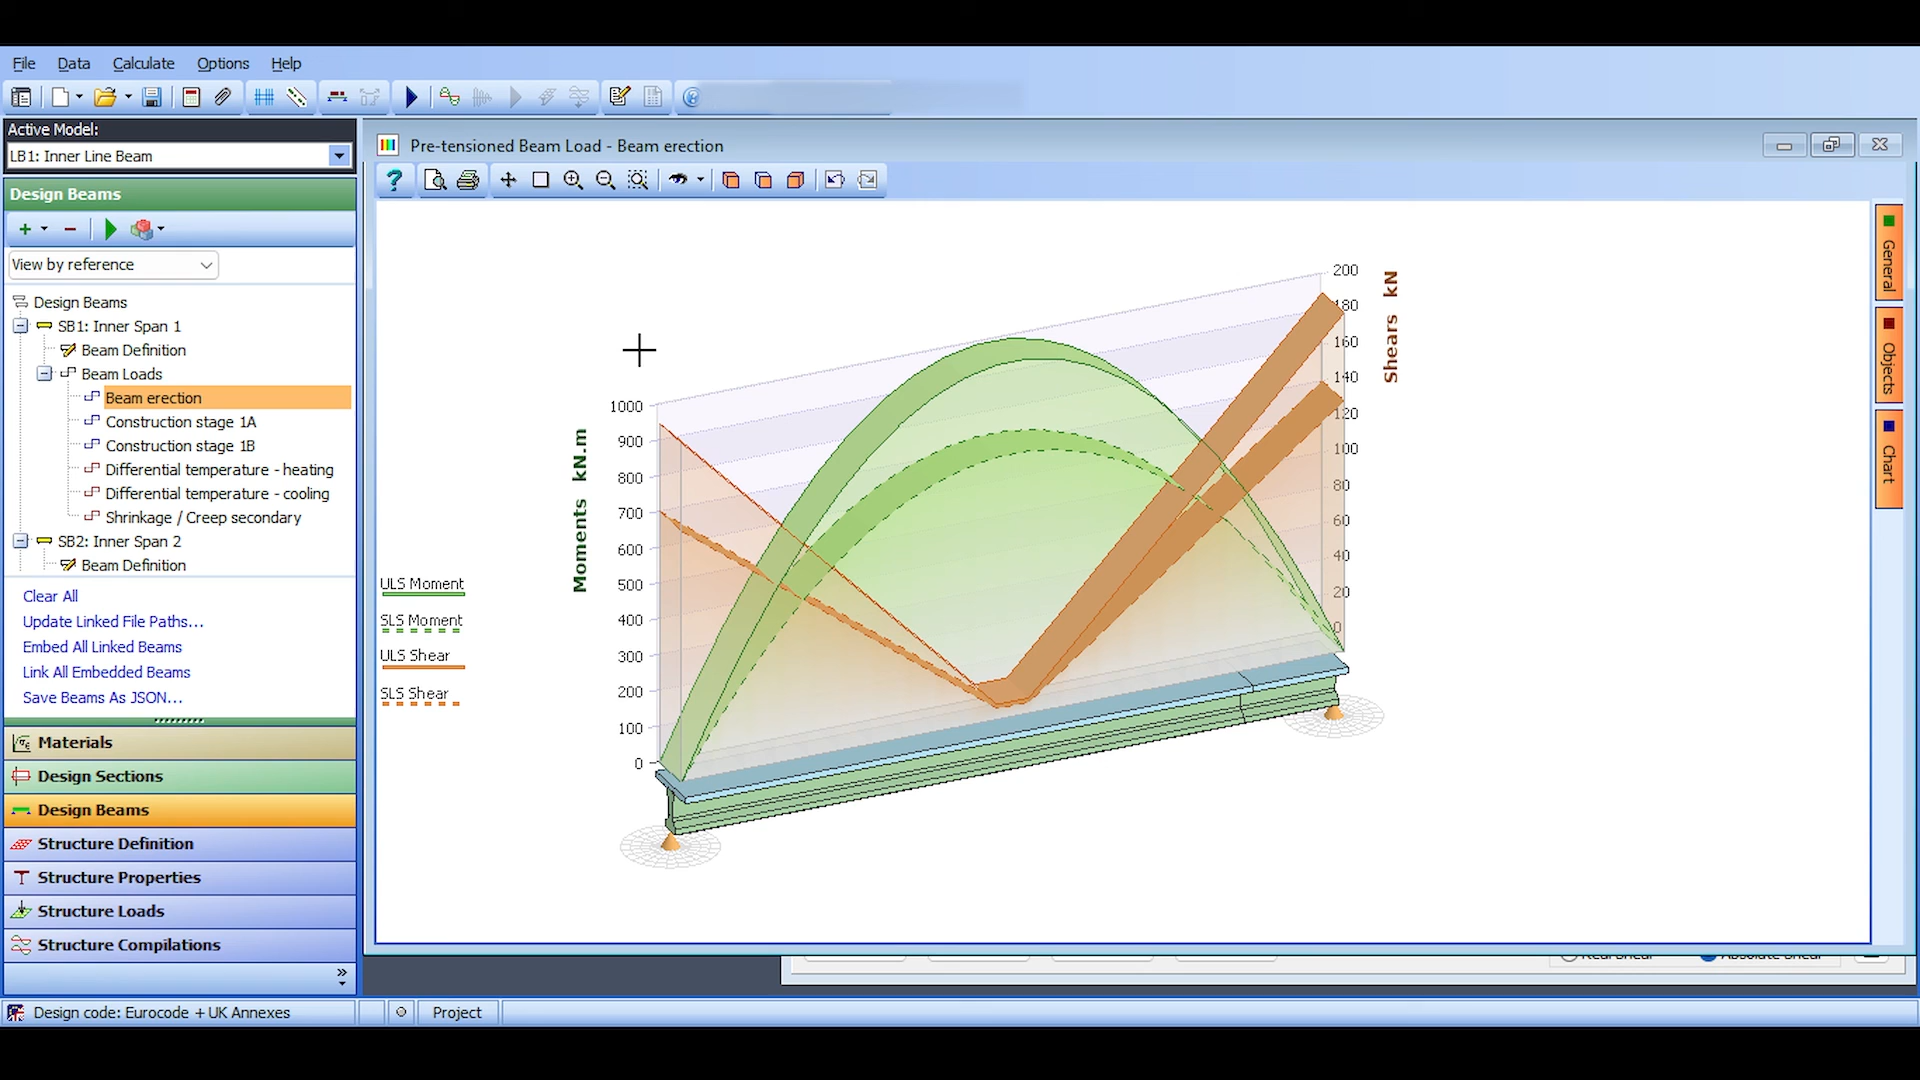 File Data Calculate Options Help
Active Model:
LB1: Inner Line Beam
Design Beams
View by reference
Design Beams
SB1: Inner Span 1
Beam Definition
Beam Loads
Beam erection
Construction stage 1A
Construction stage 1B
Differential temperature - heating
Differential temperature - cooling
Shrinkage / Creep secondary
SB2: Inner Span 2
Beam Definition
Clear All
Update Linked File Paths...
Embed All Linked Beams
Link All Embedded Beams
Save Beams As JSON...
Materials
Design Sections
Design Beams
Structure Definition
Structure Properties
Structure Loads
Structure Compilations
Pre-tensioned Beam Load - Beam erection
ULS Moment
SLS Moment
ULS Shear
SLS Shear
Moments kN.m
1000
900
800
700
600
500
400
300
200
100
0
200
180
160
140
120
100
80
60
40
20
0
Shears kN
General
Objects
Chart
Real Shear Absolute Shear
Design code: Eurocode + UK Annexes Project